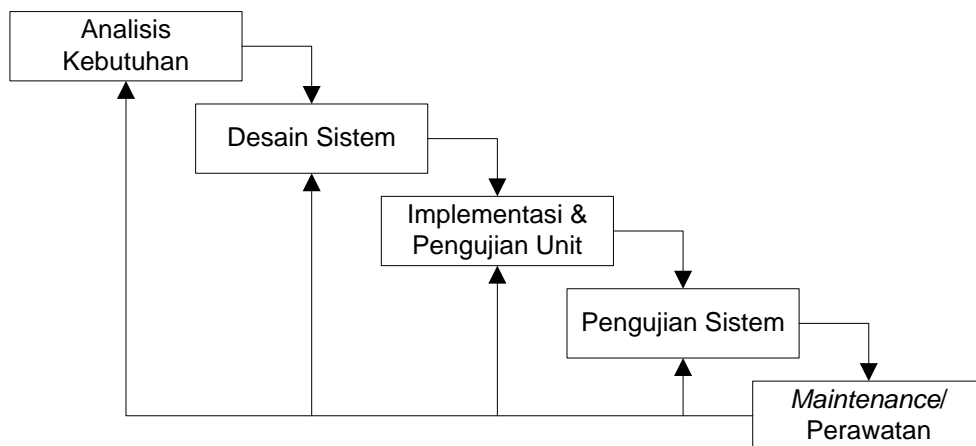 Analisis
Kebutuhan
Desain Sistem
Implementasi &
Pengujian Unit
Pengujian Sistem
Maintenance/
Perawatan